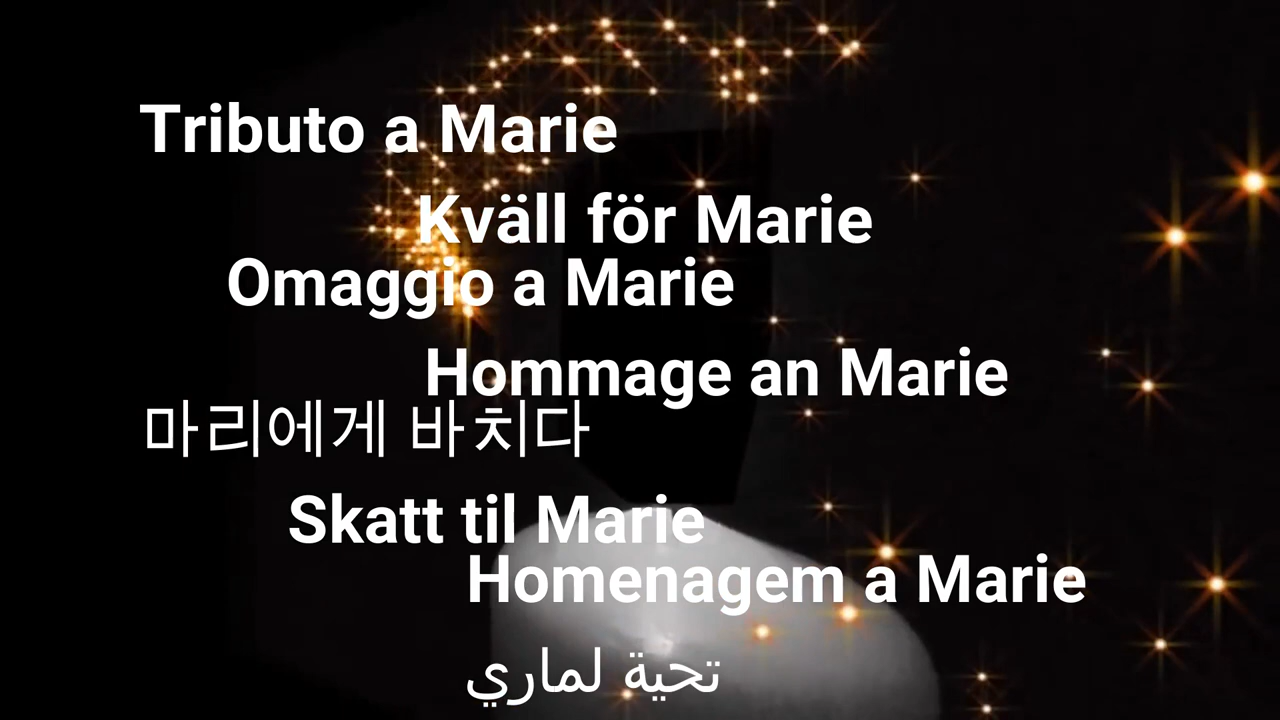 Tributo a Marie
Kväll för Marie
Omaggio a Marie
Hommage an Marie
마리에게 바치다
Skatt til Marie
Homenagem a Marie
تحية لماري